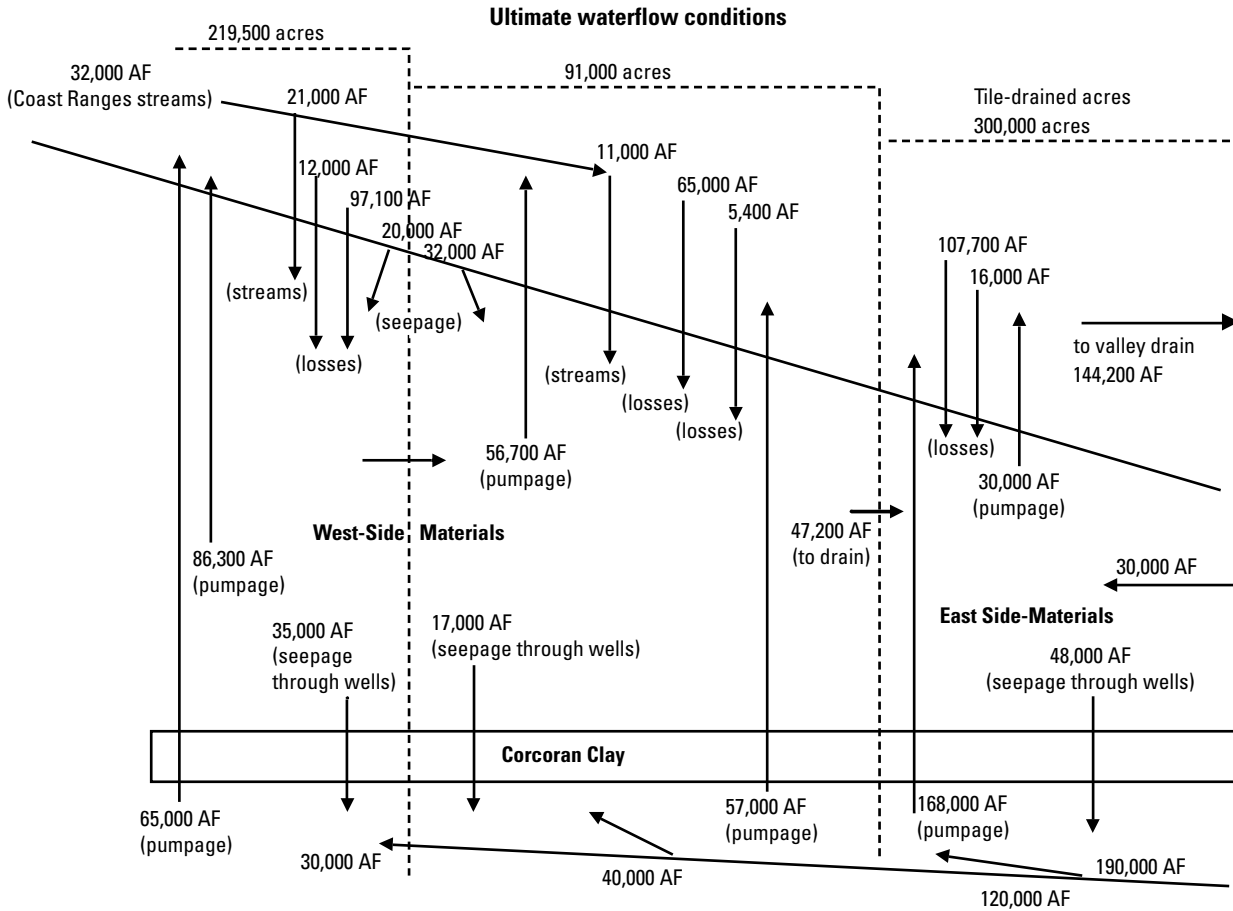 Ultimate waterflow conditions
219,500 acres
32,000 AF
(Coast Ranges streams)
91,000 acres
21,000 AF
Tile-drained acres
300,000 acres
11,000 AF
12,000 AF
65,000 AF
97,100 AF
5,400 AF
20,000 AF
32,000 AF
107,700 AF
16,000 AF
(streams)
(seepage)
(losses)
to valley drain
144,200 AF
(streams)
(losses)
(losses)
(losses)
56,700 AF
(pumpage)
30,000 AF
(pumpage)
West-Side Materials
47,200 AF
(to drain)
86,300 AF
(pumpage)
30,000 AF
East Side-Materials
35,000 AF
(seepage
through wells)
17,000 AF
(seepage through wells)
48,000 AF
(seepage through wells)
Corcoran Clay
65,000 AF
(pumpage)
57,000 AF
(pumpage)
168,000 AF
(pumpage)
30,000 AF
40,000 AF
190,000 AF
120,000 AF